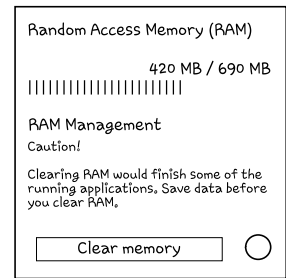 Random Access Memory (RAM)
420 MB / 690 MB
RAM Management
Caution!
Clearing RAM would finish some of the
running applications. Save data before
you clear RAM.
Clear memory